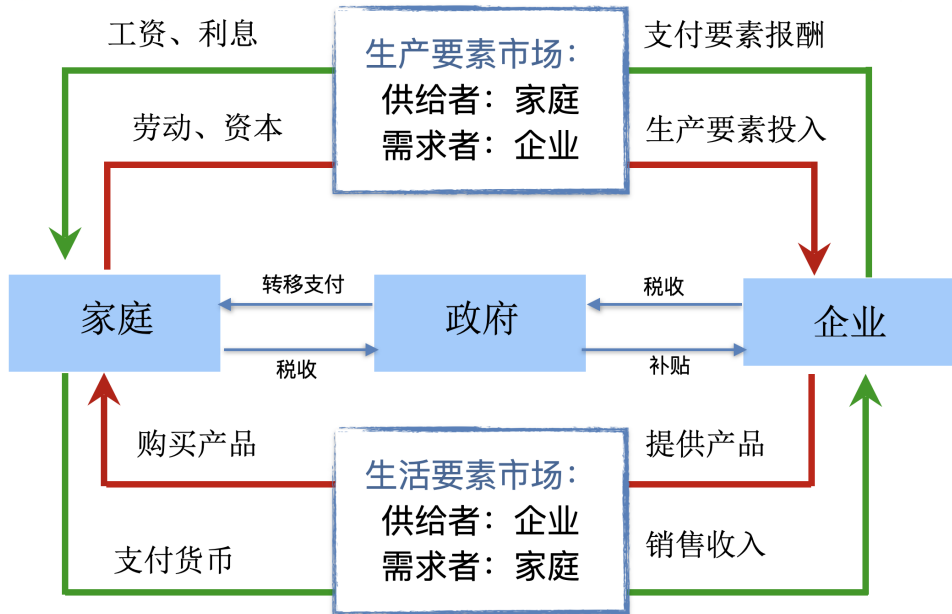 工资、利息
生产要素市场：
支付要素报酬
供给者：家庭
劳动、资本
需求者：企业
生产要素投入
转移支付
税收
家庭
政府
企业
税收
补贴
购买产品
生活要素市场：
提供产品
供给者：企业
支付货币
需求者：家庭
销售收入